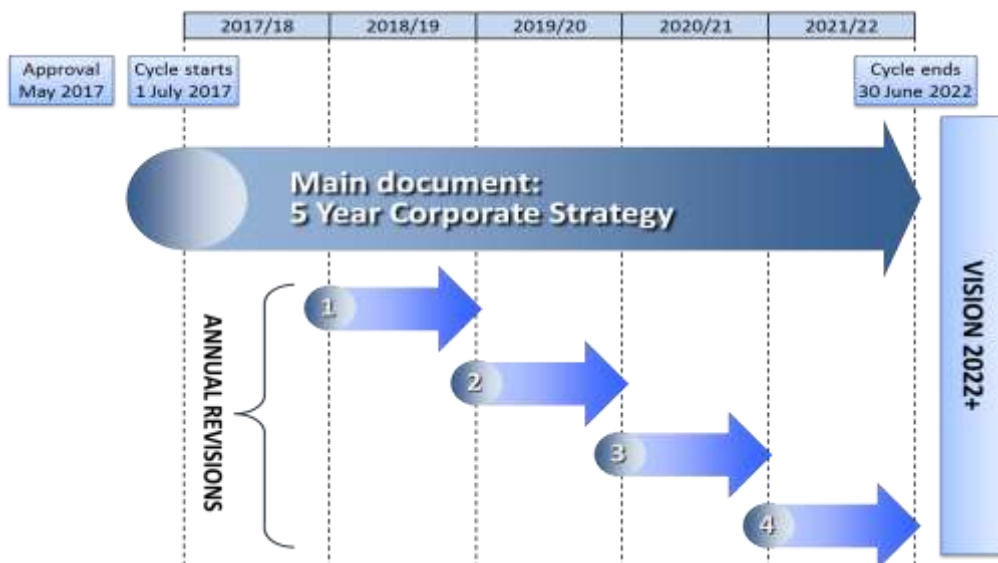 2017/18 2018/19 2019/20 2020/21 2021/22
Approval
May 2017
Cycle starts
1 July 2017
Cycle ends
30 June 2022
Main document:
5 Year Corporate Strategy
ANNUAL REVISIONS
1
2
3
4
VISION 2022+